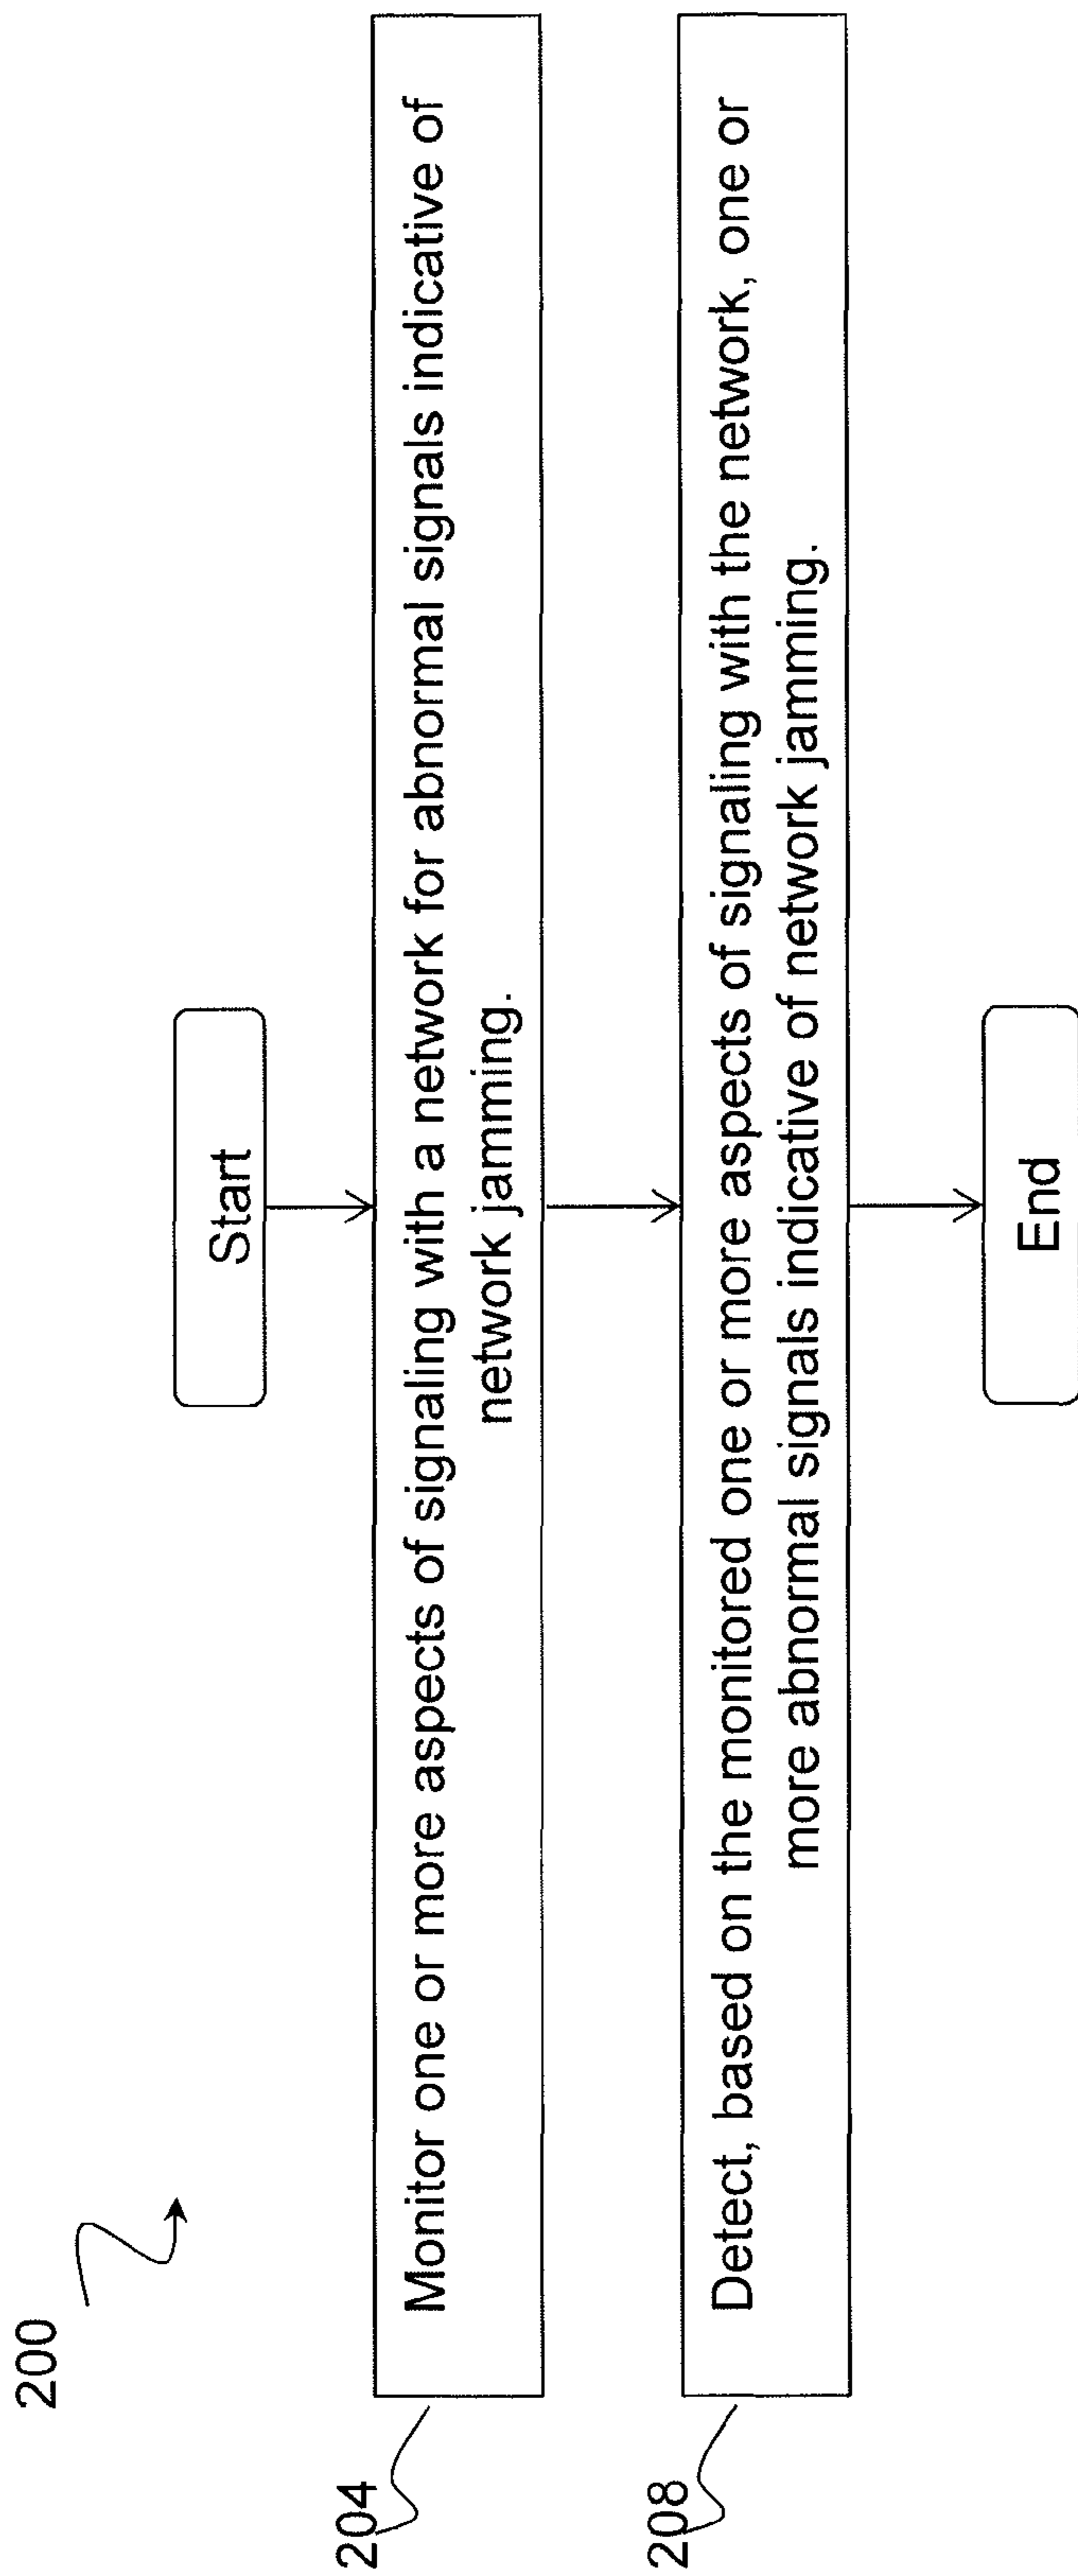 200
Start
204
Monitor one or more aspects of signaling with a network for abnormal signals indicative of
network jamming.
208
Detect, based on the monitored one or more aspects of signaling with the network, one or
more abnormal signals indicative of network jamming.
End